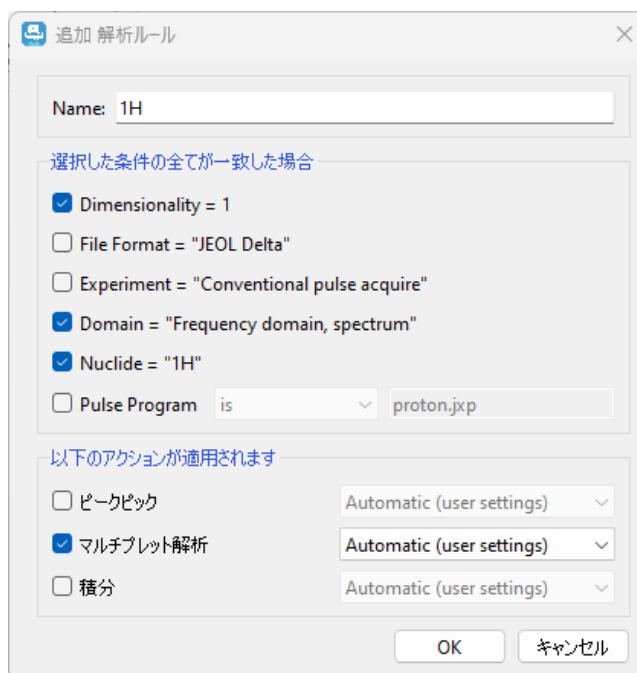 追加 解析ルール
Name: 1H
選択した条件の全てが一致した場合
Dimensionality = 1
File Format = "JEOL Delta"
Experiment = "Conventional pulse acquire"
Domain = "Frequency domain, spectrum"
Nuclide = "1H"
Pulse Program is proton.jxp
以下のアクションが適用されます
ピークピック Automatic (user settings)
マルチプレット解析 Automatic (user settings)
積分 Automatic (user settings)
OK キャンセル